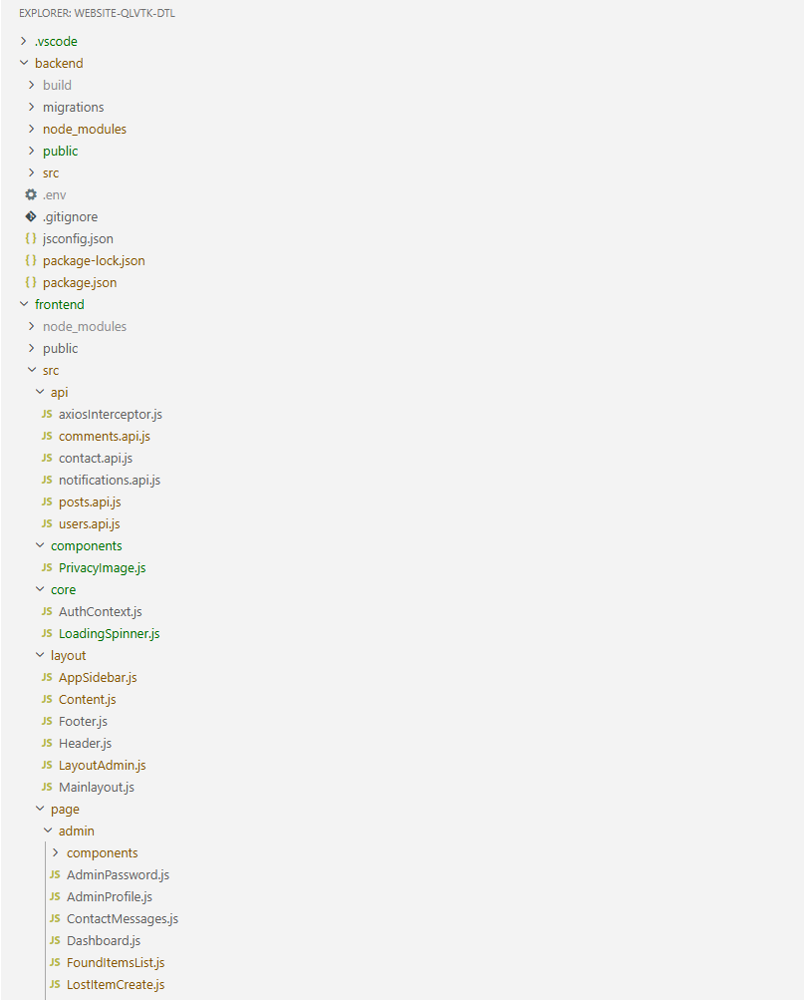 EXPLORER: WEBSITE-QLVTK-DTL
.vscode
backend
build
migrations
node_modules
public
src
.env
.gitignore
{} jsconfig.json
{} package-lock.json
{} package.json
frontend
node_modules
public
src
api
JS axiosInterceptor.js
JS comments.api.js
JS contact.api.js
JS notifications.api.js
JS posts.api.js
JS users.api.js
components
JS PrivacyImage.js
core
JS AuthContext.js
JS LoadingSpinner.js
layout
JS AppSidebar.js
JS Content.js
JS Footer.js
JS Header.js
JS LayoutAdmin.js
JS Mainlayout.js
page
admin
components
JS AdminPassword.js
JS AdminProfile.js
JS ContactMessages.js
JS Dashboard.js
JS FoundItemsList.js
JS LostItemCreate.js